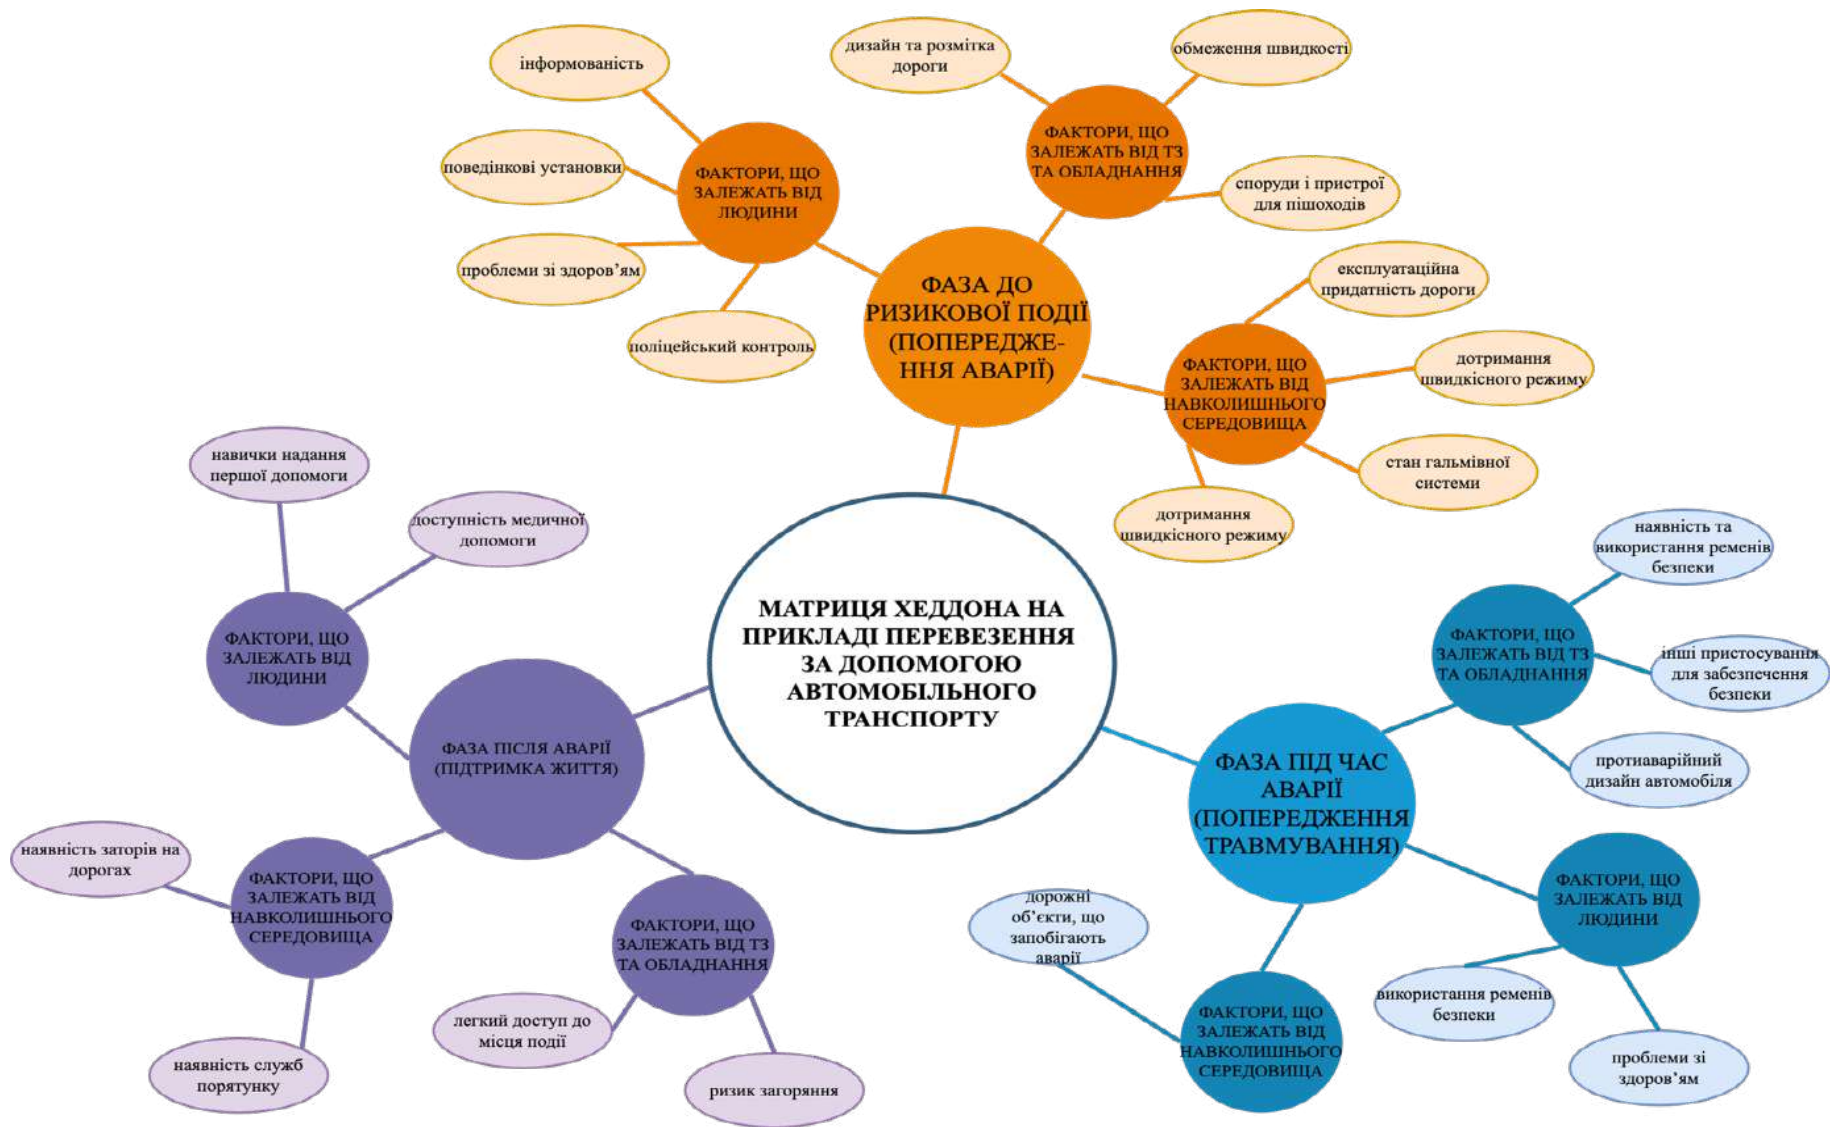 інформованість
поведінкові установки
проблеми зі здоров’ям
поліцейський контроль
ФАКТОРИ, ЩО
ЗАЛЕЖАТЬ ВІД
ЛЮДИНИ
дизайн та розмітка
дороги
обмеження швидкості
ФАКТОРИ, ЩО
ЗАЛЕЖАТЬ ВІД ТЗ
ТА ОБЛАДНАННЯ
споруди і пристрої
для пішоходів
ФАЗА ДО
РИЗИКОВОЇ ПОДІЇ
(ПОПЕРЕДЖЕ-
ННЯ АВАРІЇ)
експлуатаційна
придатність дороги
ФАКТОРИ, ЩО
ЗАЛЕЖАТЬ ВІД
НАВКОЛИШНЬОГО
СЕРЕДОВИЩА
дотримання
швидкісного режиму
стан гальмівної
системи
дотримання
швидкісного режиму
МАТРИЦЯ ХЕДДОНА НА
ПРИКЛАДІ ПЕРЕВЕЗЕННЯ
ЗА ДОПОМОГОЮ
АВТОМОБІЛЬНОГО
ТРАНСПОРТУ
навички надання
першої допомоги
доступність медичної
допомоги
ФАКТОРИ, ЩО
ЗАЛЕЖАТЬ ВІД
ЛЮДИНИ
ФАЗА ПІСЛЯ АВАРІЇ
(ПІДТРИМКА ЖИТТЯ)
наявність заторів на
дорогах
ФАКТОРИ, ЩО
ЗАЛЕЖАТЬ ВІД
НАВКОЛИШНЬОГО
СЕРЕДОВИЩА
наявність служб
порятунку
ФАКТОРИ, ЩО
ЗАЛЕЖАТЬ ВІД ТЗ
ТА ОБЛАДНАННЯ
легкий доступ до
місця події
ризик загоряння
наявність та
використання ременів
безпеки
ФАКТОРИ, ЩО
ЗАЛЕЖАТЬ ВІД ТЗ
ТА ОБЛАДНАННЯ
інші пристосування
для забезпечення
безпеки
протиаварійний
дизайн автомобіля
ФАЗА ПІД ЧАС
АВАРІЇ
(ПОПЕРЕДЖЕННЯ
ТРАВМУВАННЯ)
ФАКТОРИ, ЩО
ЗАЛЕЖАТЬ ВІД
ЛЮДИНИ
використання ременів
безпеки
проблеми зі
здоров’ям
дорожні
об’єкти, що
запобігають
аварії
ФАКТОРИ, ЩО
ЗАЛЕЖАТЬ ВІД
НАВКОЛИШНЬОГО
СЕРЕДОВИЩА